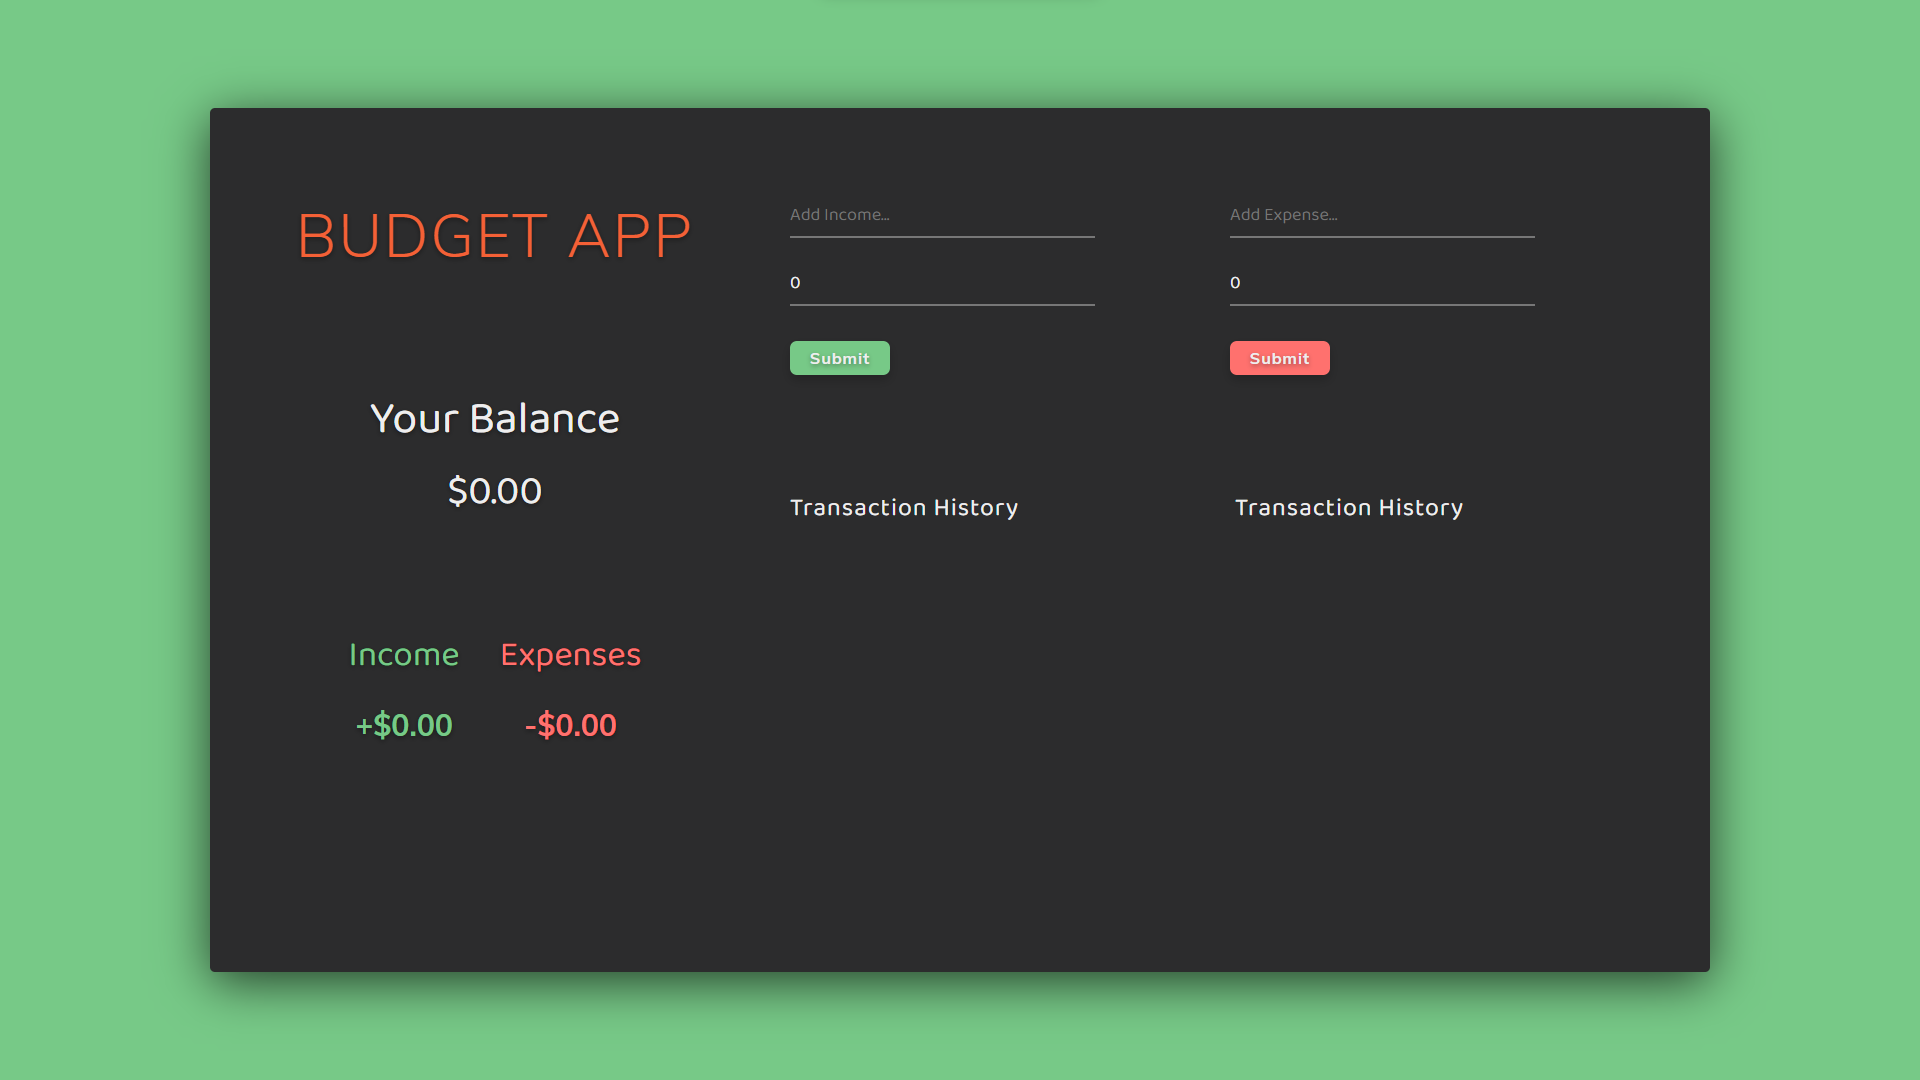 BUDGET APP
Your Balance
$0.00
Income
+$0.00
Expenses
-$0.00
Add Income...
0
Submit
Transaction History
Add Expense...
0
Submit
Transaction History